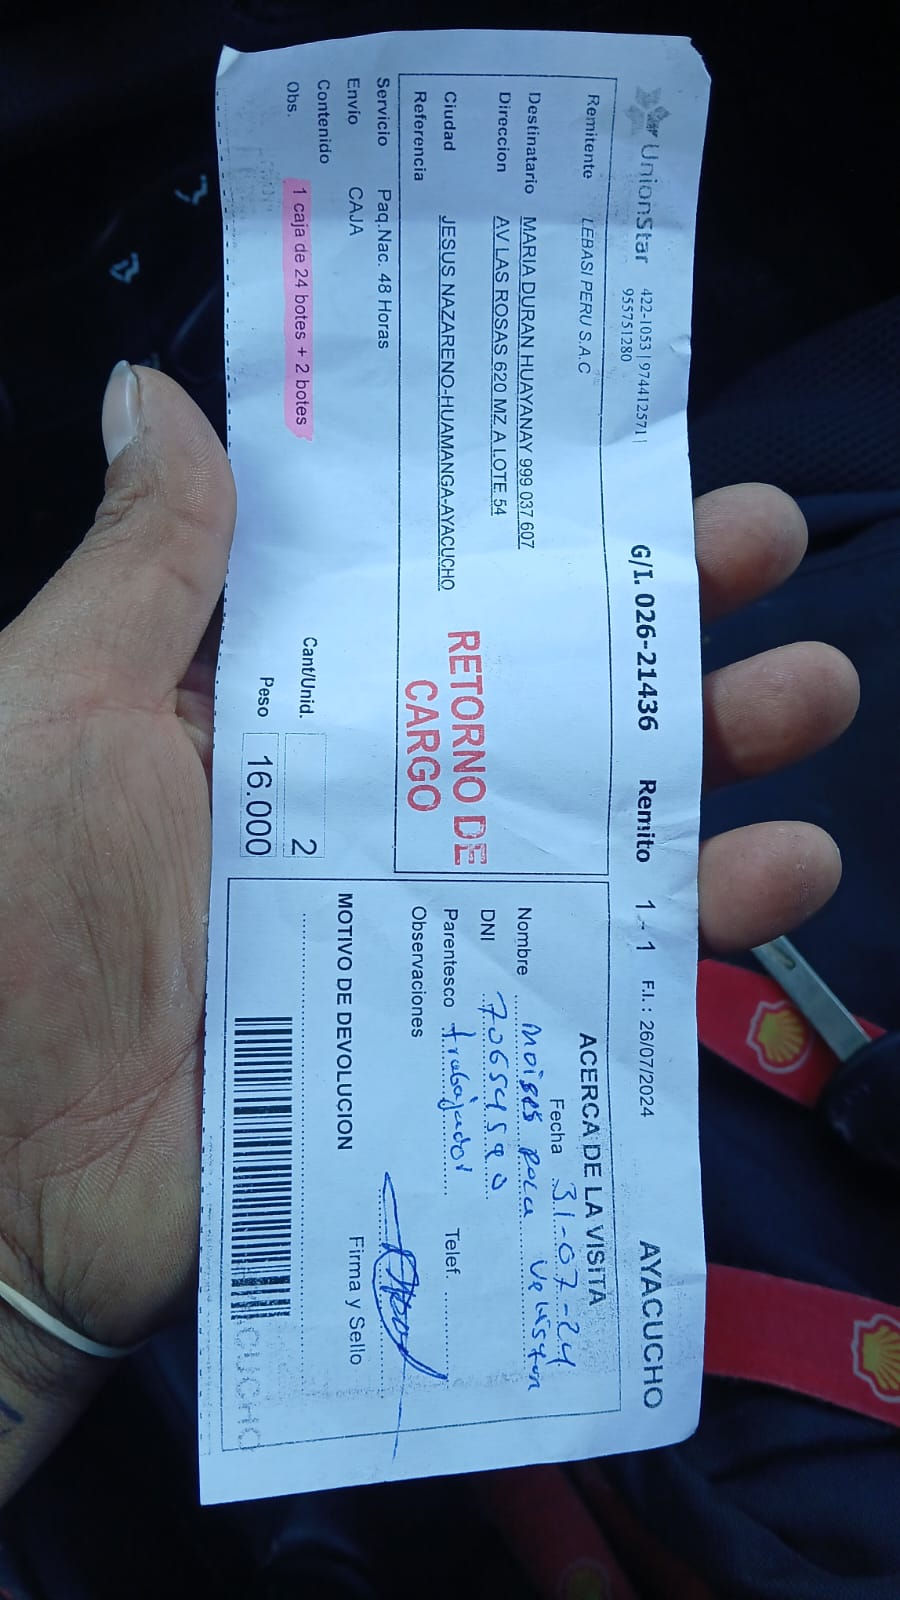 UnionStar
422-1053 | 974412571 |
955751280
G/I. 026-21436
Remito 1 - 1
F.I.: 26/07/2024
AYACUCHO
Remitente LEBASI PERU S.A.C
Destinatario MARIA DURAN HUAYANAY 999 037 607
Direccion AV LAS ROSAS 620 MZ A LOTE 54
Ciudad JESUS NAZARENO-HUAMANGA-AYACUCHO
Referencia
RETORNO DE
CARGO
Servicio Paq.Nac. 48 Horas
Envío CAJA
Contenido
Obs. 1 caja de 24 botes + 2 botes
Cant/Unid. 2
Peso 16.000
ACERCA DE LA VISITA
Fecha 31-07-24
Nombre Moises
DNI 70654590
Parentesco trabajador Telef.
Observaciones
Firma y Sello
MOTIVO DE DEVOLUCION